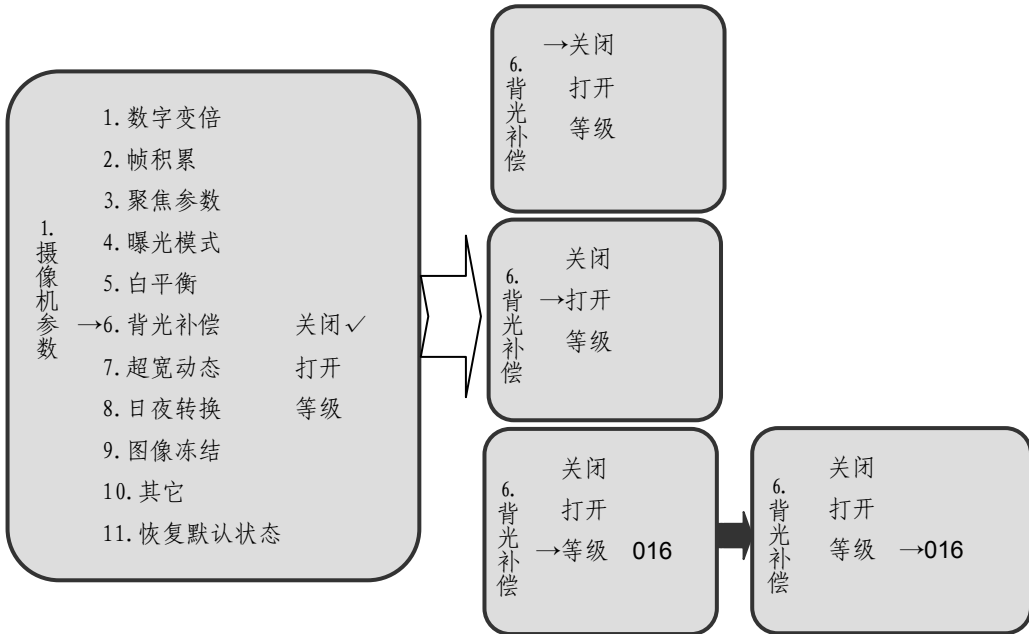 1.摄像机参数
1.数字变倍
2.帧积累
3.聚焦参数
4.曝光模式
5.白平衡
→6.背光补偿 关闭✓
7.超宽动态 打开
8.日夜转换 等级
9.图像冻结
10.其它
11.恢复默认状态
6.背光补偿
→关闭
打开
等级
6.背光补偿
关闭
→打开
等级
6.背光补偿
关闭
打开
→等级 016
6.背光补偿
关闭
打开
等级 →016